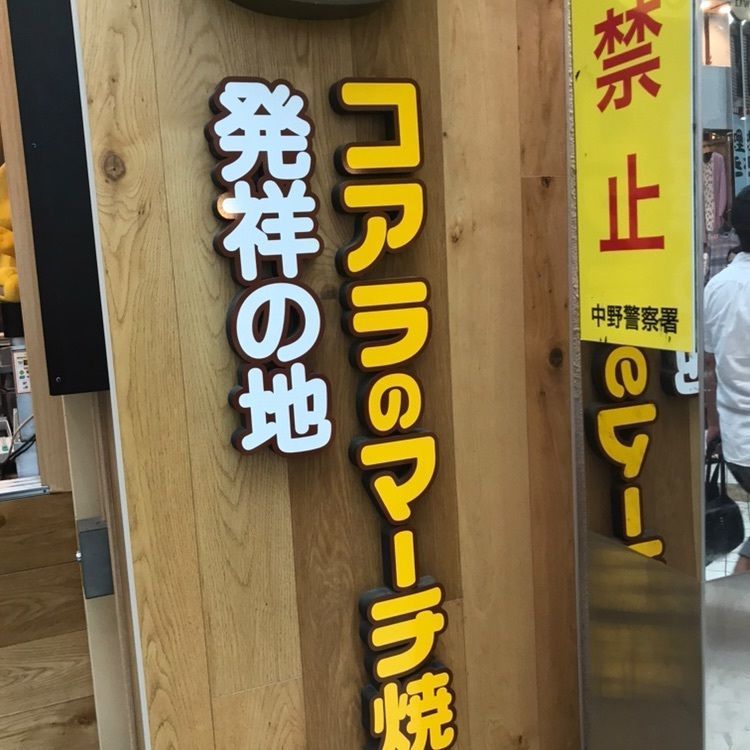 コアラのマーチ焼
発祥の地
禁止
中野警察署